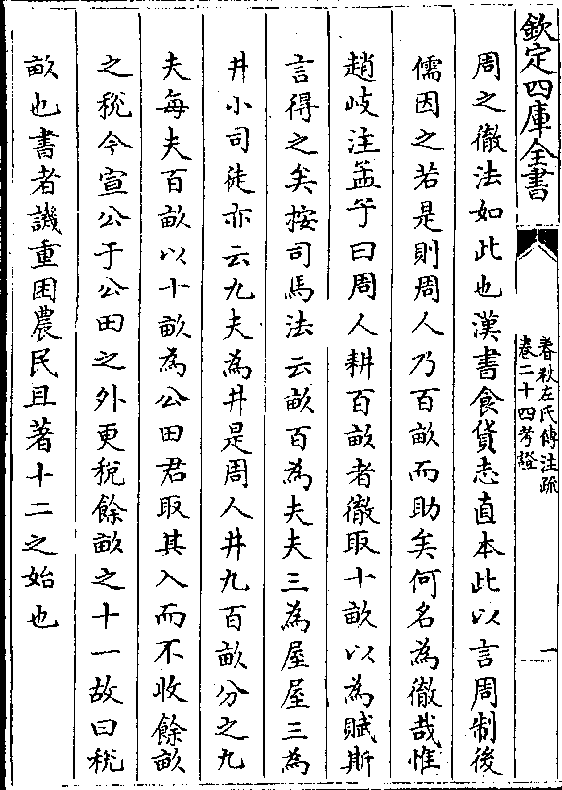 欽定四庫全書
春秋左氏傳注疏
卷二十四考證
一
周之徹法如此也漢書食貨志直本此以言周制後
儒因之若是則周人乃百畝而助矣何名為徹哉惟
趙岐注孟子曰周人耕百畝者徹取十畝以為賦斯
言得之矣按司馬法云畝百為夫夫三為屋屋三為
井小司徒亦云九夫為井是周人井九百畝分之九
夫每夫百畝以十畝為公田君取其入而不收餘畝
之稅今宣公于公田之外更稅餘畝之十一故曰稅
畝也書者譏重困農民且著十二之始也